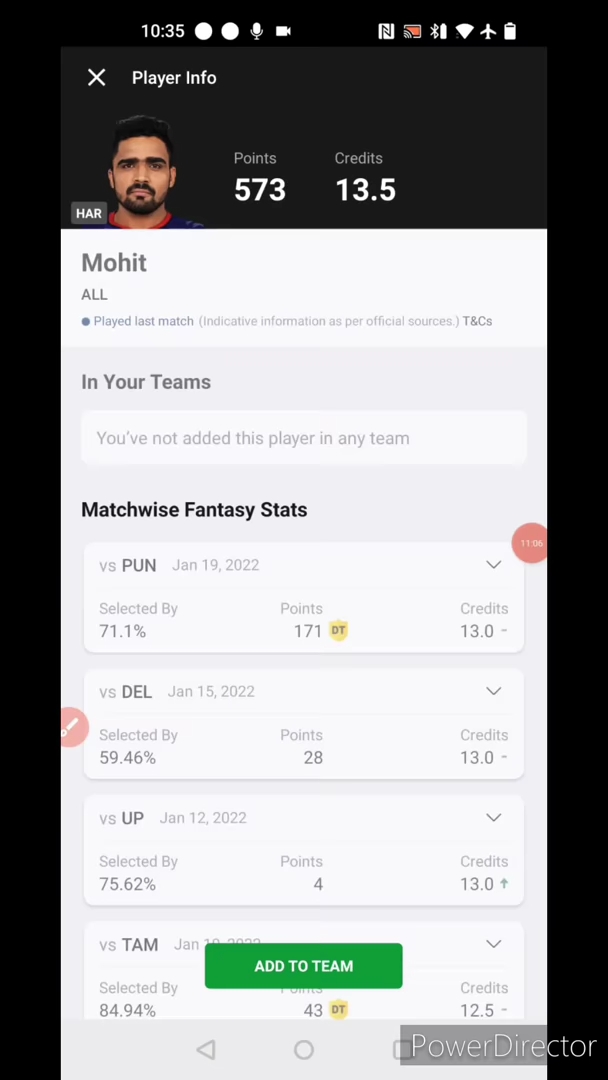 10:35
Player Info
Points Credits
573 13.5
HAR
Mohit
ALL
Played last match (Indicative information as per official sources.) T&Cs
In Your Teams
You've not added this player in any team
Matchwise Fantasy Stats
11:06
vs PUN Jan 19, 2022
Selected By Points Credits
71.1% 171 DT 13.0 -
vs DEL Jan 15, 2022
Selected By Points Credits
59.46% 28 13.0 -
vs UP Jan 12, 2022
Selected By Points Credits
75.62% 4 13.0
vs TAM Jan
ADD TO TEAM
Selected By Points Credits
84.94% 43 DT 12.5 -
PowerDirector